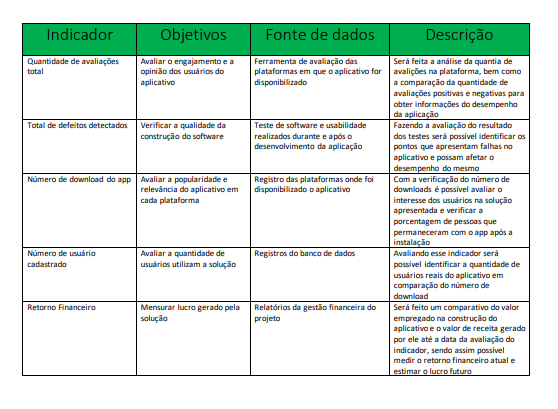 Indicador
Objetivos
Fonte de dados
Descrição
Quantidade de avaliações
total
Avaliar o engajamento e a
opinião dos usuários do
aplicativo
Ferramenta de avaliação das
plataformas em que o aplicativo for
disponibilizado
Será feita a análise da quantia de
avalições na plataforma, bem como
a comparação da quantidade de
avaliações positivas e negativas para
obter informações do desempenho
da aplicação
Total de defeitos detectados
Verificar a qualidade da
construção do software
Teste de software e usabilidade
realizados durante e após o
desenvolvimento da aplicação
Fazendo a avaliação do resultado
dos testes será possível identificar os
pontos que apresentam falhas no
aplicativo e possam afetar o
desempenho do mesmo
Número de download do app
Avaliar a popularidade e
relevância do aplicativo em
cada plataforma
Registro das plataformas onde foi
disponibilizado o aplicativo
Com a verificação do número de
downloads é possível avaliar o
interesse dos usuários na solução
apresentada e verificar a
porcentagem de pessoas que
permaneceram com o app após a
instalação
Número de usuário
cadastrado
Avaliar a quantidade de
usuários utilizam a solução
Registros do banco de dados
Avaliando esse indicador será
possível identificar a quantidade de
usuários reais do aplicativo em
comparação do número de
download
Retorno Financeiro
Mensurar lucro gerado pela
solução
Relatórios da gestão financeira do
projeto
Será feito um comparativo do valor
empregado na construção do
aplicativo e o valor de receita gerado
por ele até a data da avaliação do
indicador, sendo assim possível
medir o retorno financeiro atual e
estimar o lucro futuro